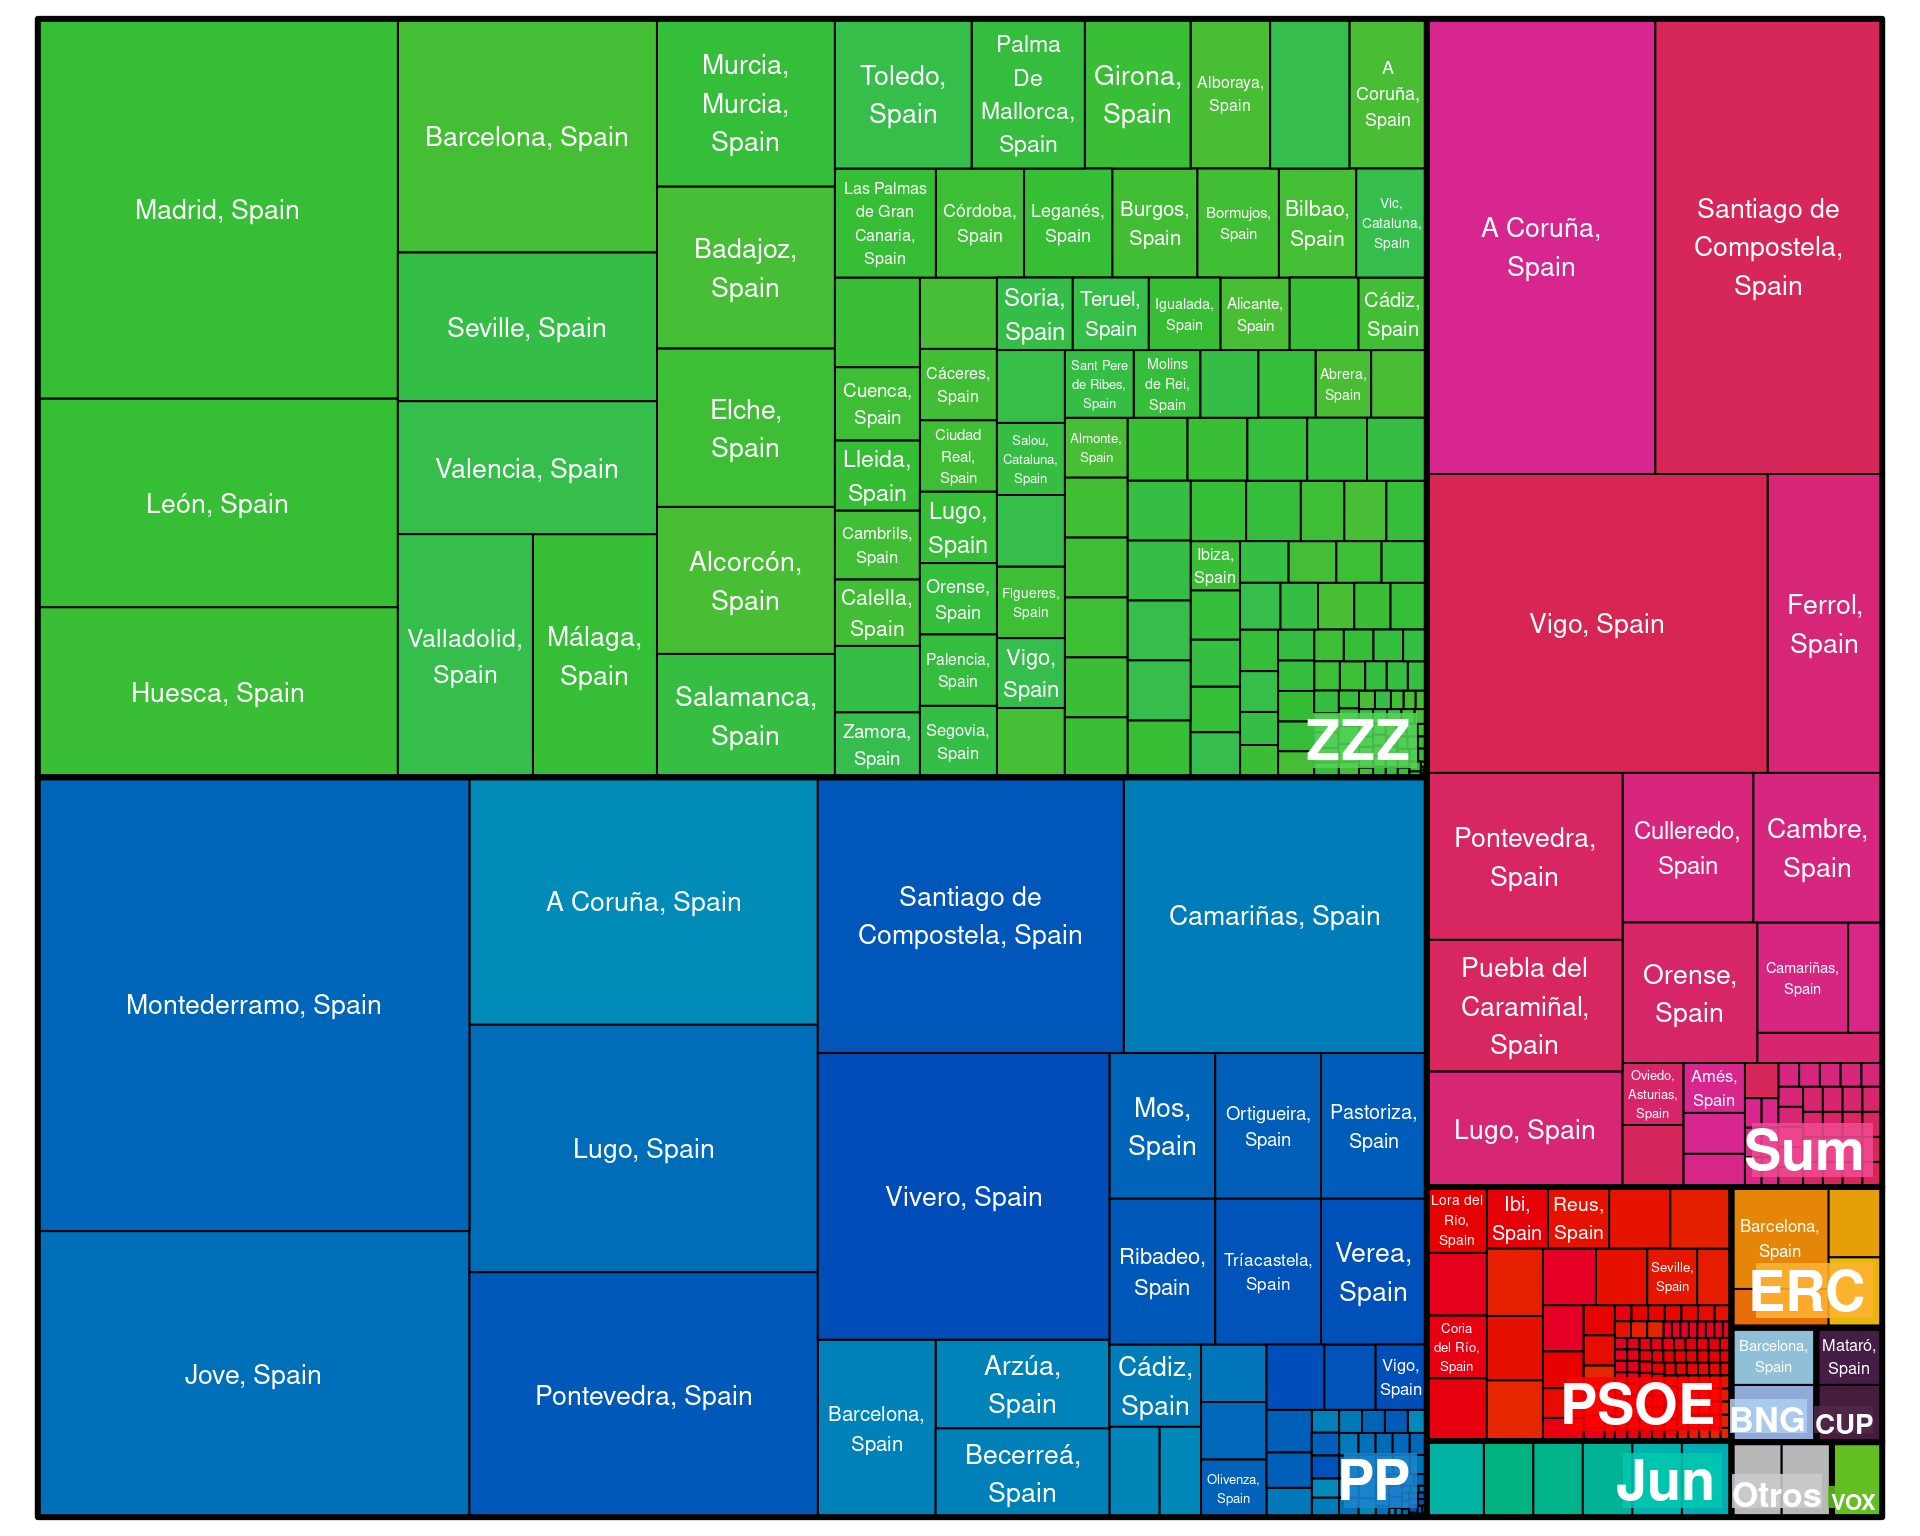 Madrid, Spain
León, Spain
Huesca, Spain
Barcelona, Spain
Seville, Spain
Valencia, Spain
Valladolid,
Spain
Málaga,
Spain
Murcia,
Murcia,
Spain
Badajoz,
Spain
Elche,
Spain
Alcorcón,
Spain
Salamanca,
Spain
Toledo,
Spain
Palma
De
Mallorca,
Spain
Girona,
Spain
Alboraya,
Spain
A
Coruña,
Spain
Las Palmas
de Gran
Canaria,
Spain
Córdoba,
Spain
Leganés,
Spain
Burgos,
Spain
Bormujos,
Spain
Bilbao,
Spain
Vic,
Cataluna,
Spain
Cuenca,
Spain
Lleida,
Spain
Cambrils,
Spain
Calella,
Spain
Zamora,
Spain
Cáceres,
Spain
Ciudad
Real,
Spain
Lugo,
Spain
Orense,
Spain
Palencia,
Spain
Segovia,
Spain
Soria,
Spain
Teruel,
Spain
Igualada,
Spain
Alicante,
Spain
Cádiz,
Spain
Salou,
Cataluna,
Spain
Figueres,
Spain
Vigo,
Spain
Sant Pere
de Ribes,
Spain
Molins
de Rei,
Spain
Abrera,
Spain
Almonte,
Spain
Ibiza,
Spain
ZZZ
Montederramo, Spain
Jove, Spain
A Coruña, Spain
Lugo, Spain
Pontevedra, Spain
Santiago de
Compostela, Spain
Camariñas, Spain
Vivero, Spain
Mos,
Spain
Ortigueira,
Spain
Pastoriza,
Spain
Ribadeo,
Spain
Tríacastela,
Spain
Verea,
Spain
Barcelona,
Spain
Arzúa,
Spain
Becerreá,
Spain
Cádiz,
Spain
Olivenza,
Spain
Vigo,
Spain
PP
A Coruña,
Spain
Santiago de
Compostela,
Spain
Vigo, Spain
Ferrol,
Spain
Pontevedra,
Spain
Puebla del
Caramiñal,
Spain
Lugo, Spain
Culleredo,
Spain
Cambre,
Spain
Orense,
Spain
Camariñas,
Spain
Oviedo,
Asturias,
Spain
Amés,
Spain
Sum
Lora del
Río,
Spain
Ibi,
Spain
Reus,
Spain
Seville,
Spain
Coria
del Río,
Spain
PSOE
Barcelona,
Spain
ERC
Barcelona,
Spain
BNG
Mataró,
Spain
CUP
Jun
Otros
VOX